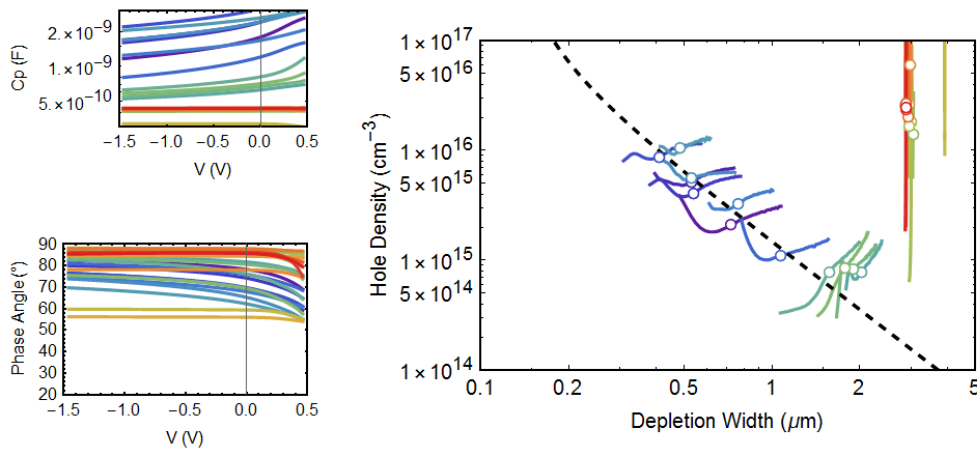 2. × 10⁻⁹
1. × 10⁻⁹
5. × 10⁻¹⁰
Cp (F)
−1.5 −1.0 −0.5 0.0 0.5
V (V)
90
80
70
60
50
40
30
20
Phase Angle (°)
−1.5 −1.0 −0.5 0.0 0.5
V (V)
1 × 10¹⁷
5 × 10¹⁶
1 × 10¹⁶
5 × 10¹⁵
1 × 10¹⁵
5 × 10¹⁴
1 × 10¹⁴
Hole Density (cm⁻³)
0.1 0.2 0.5 1 2 5
Depletion Width (μm)